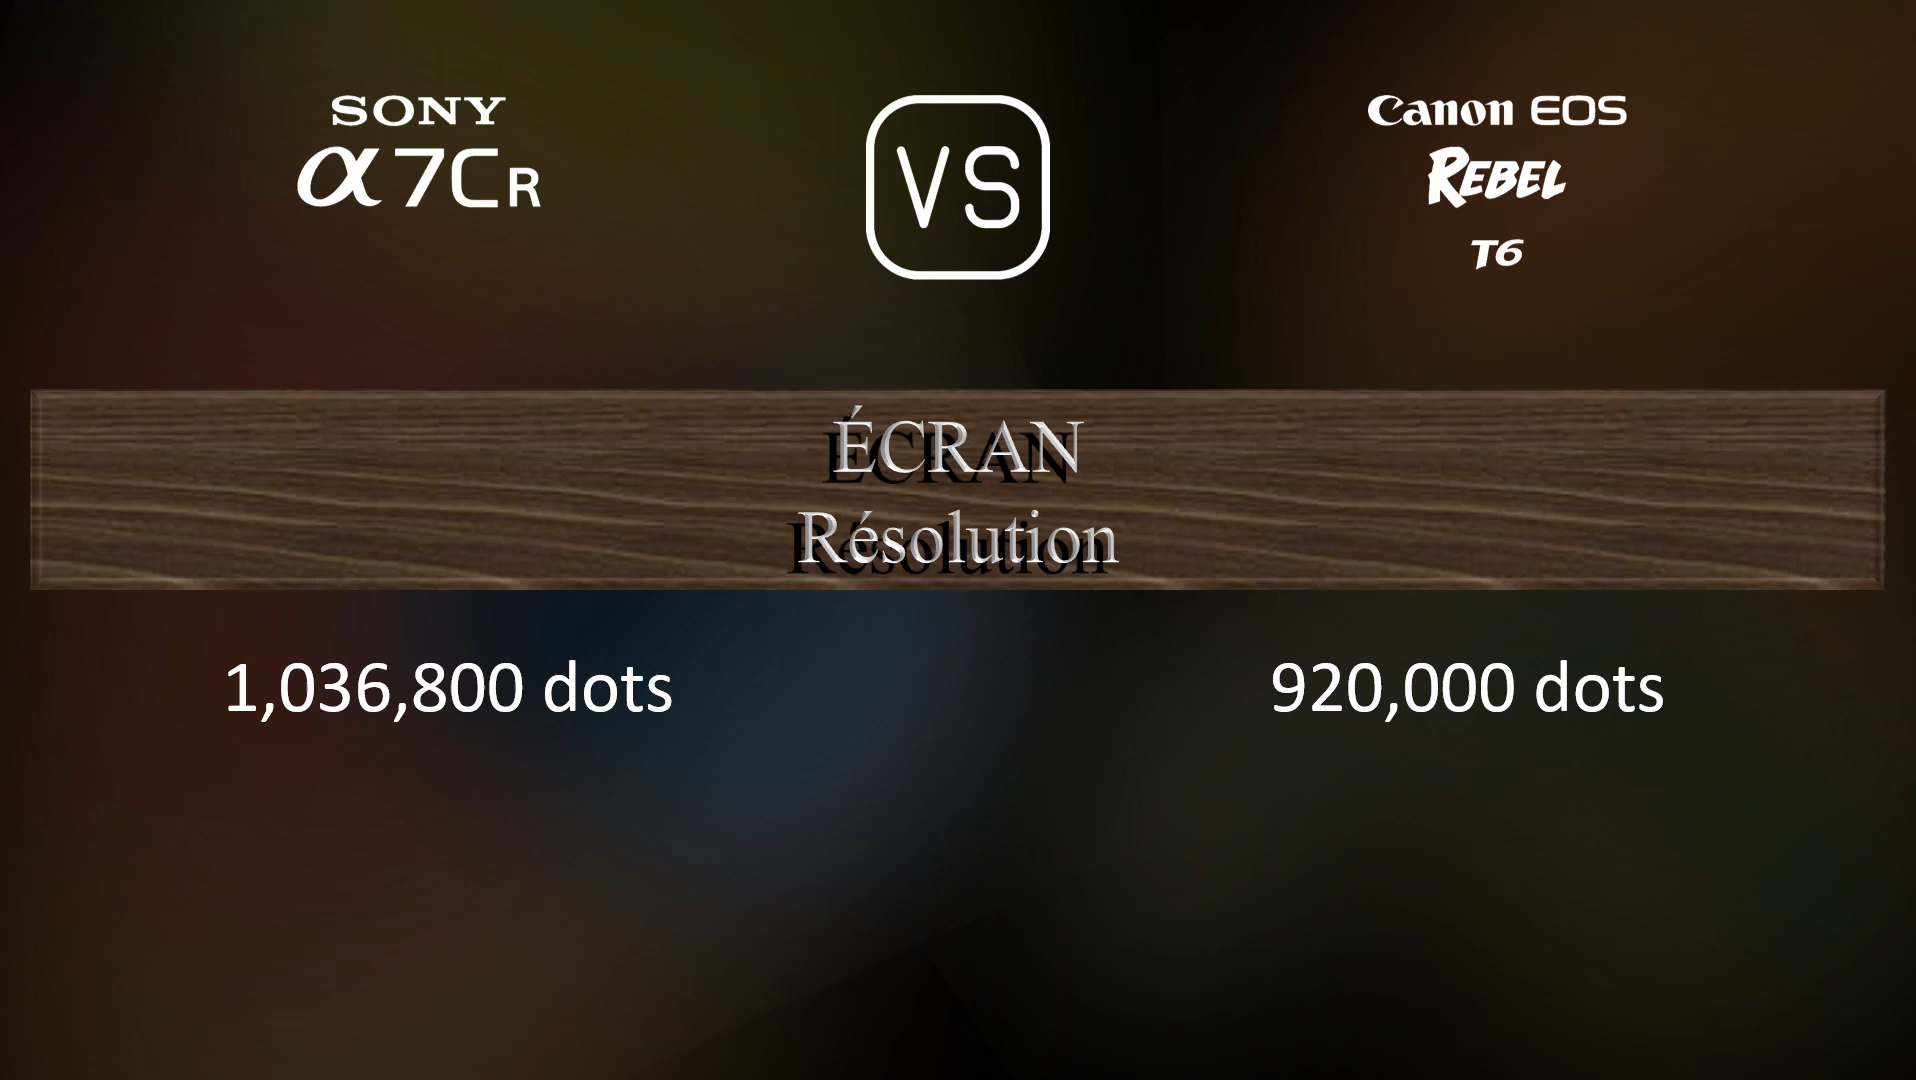 SONY
α7CR
VS
Canon EOS
REBEL
T6
ÉCRAN
Résolution
1,036,800 dots
920,000 dots